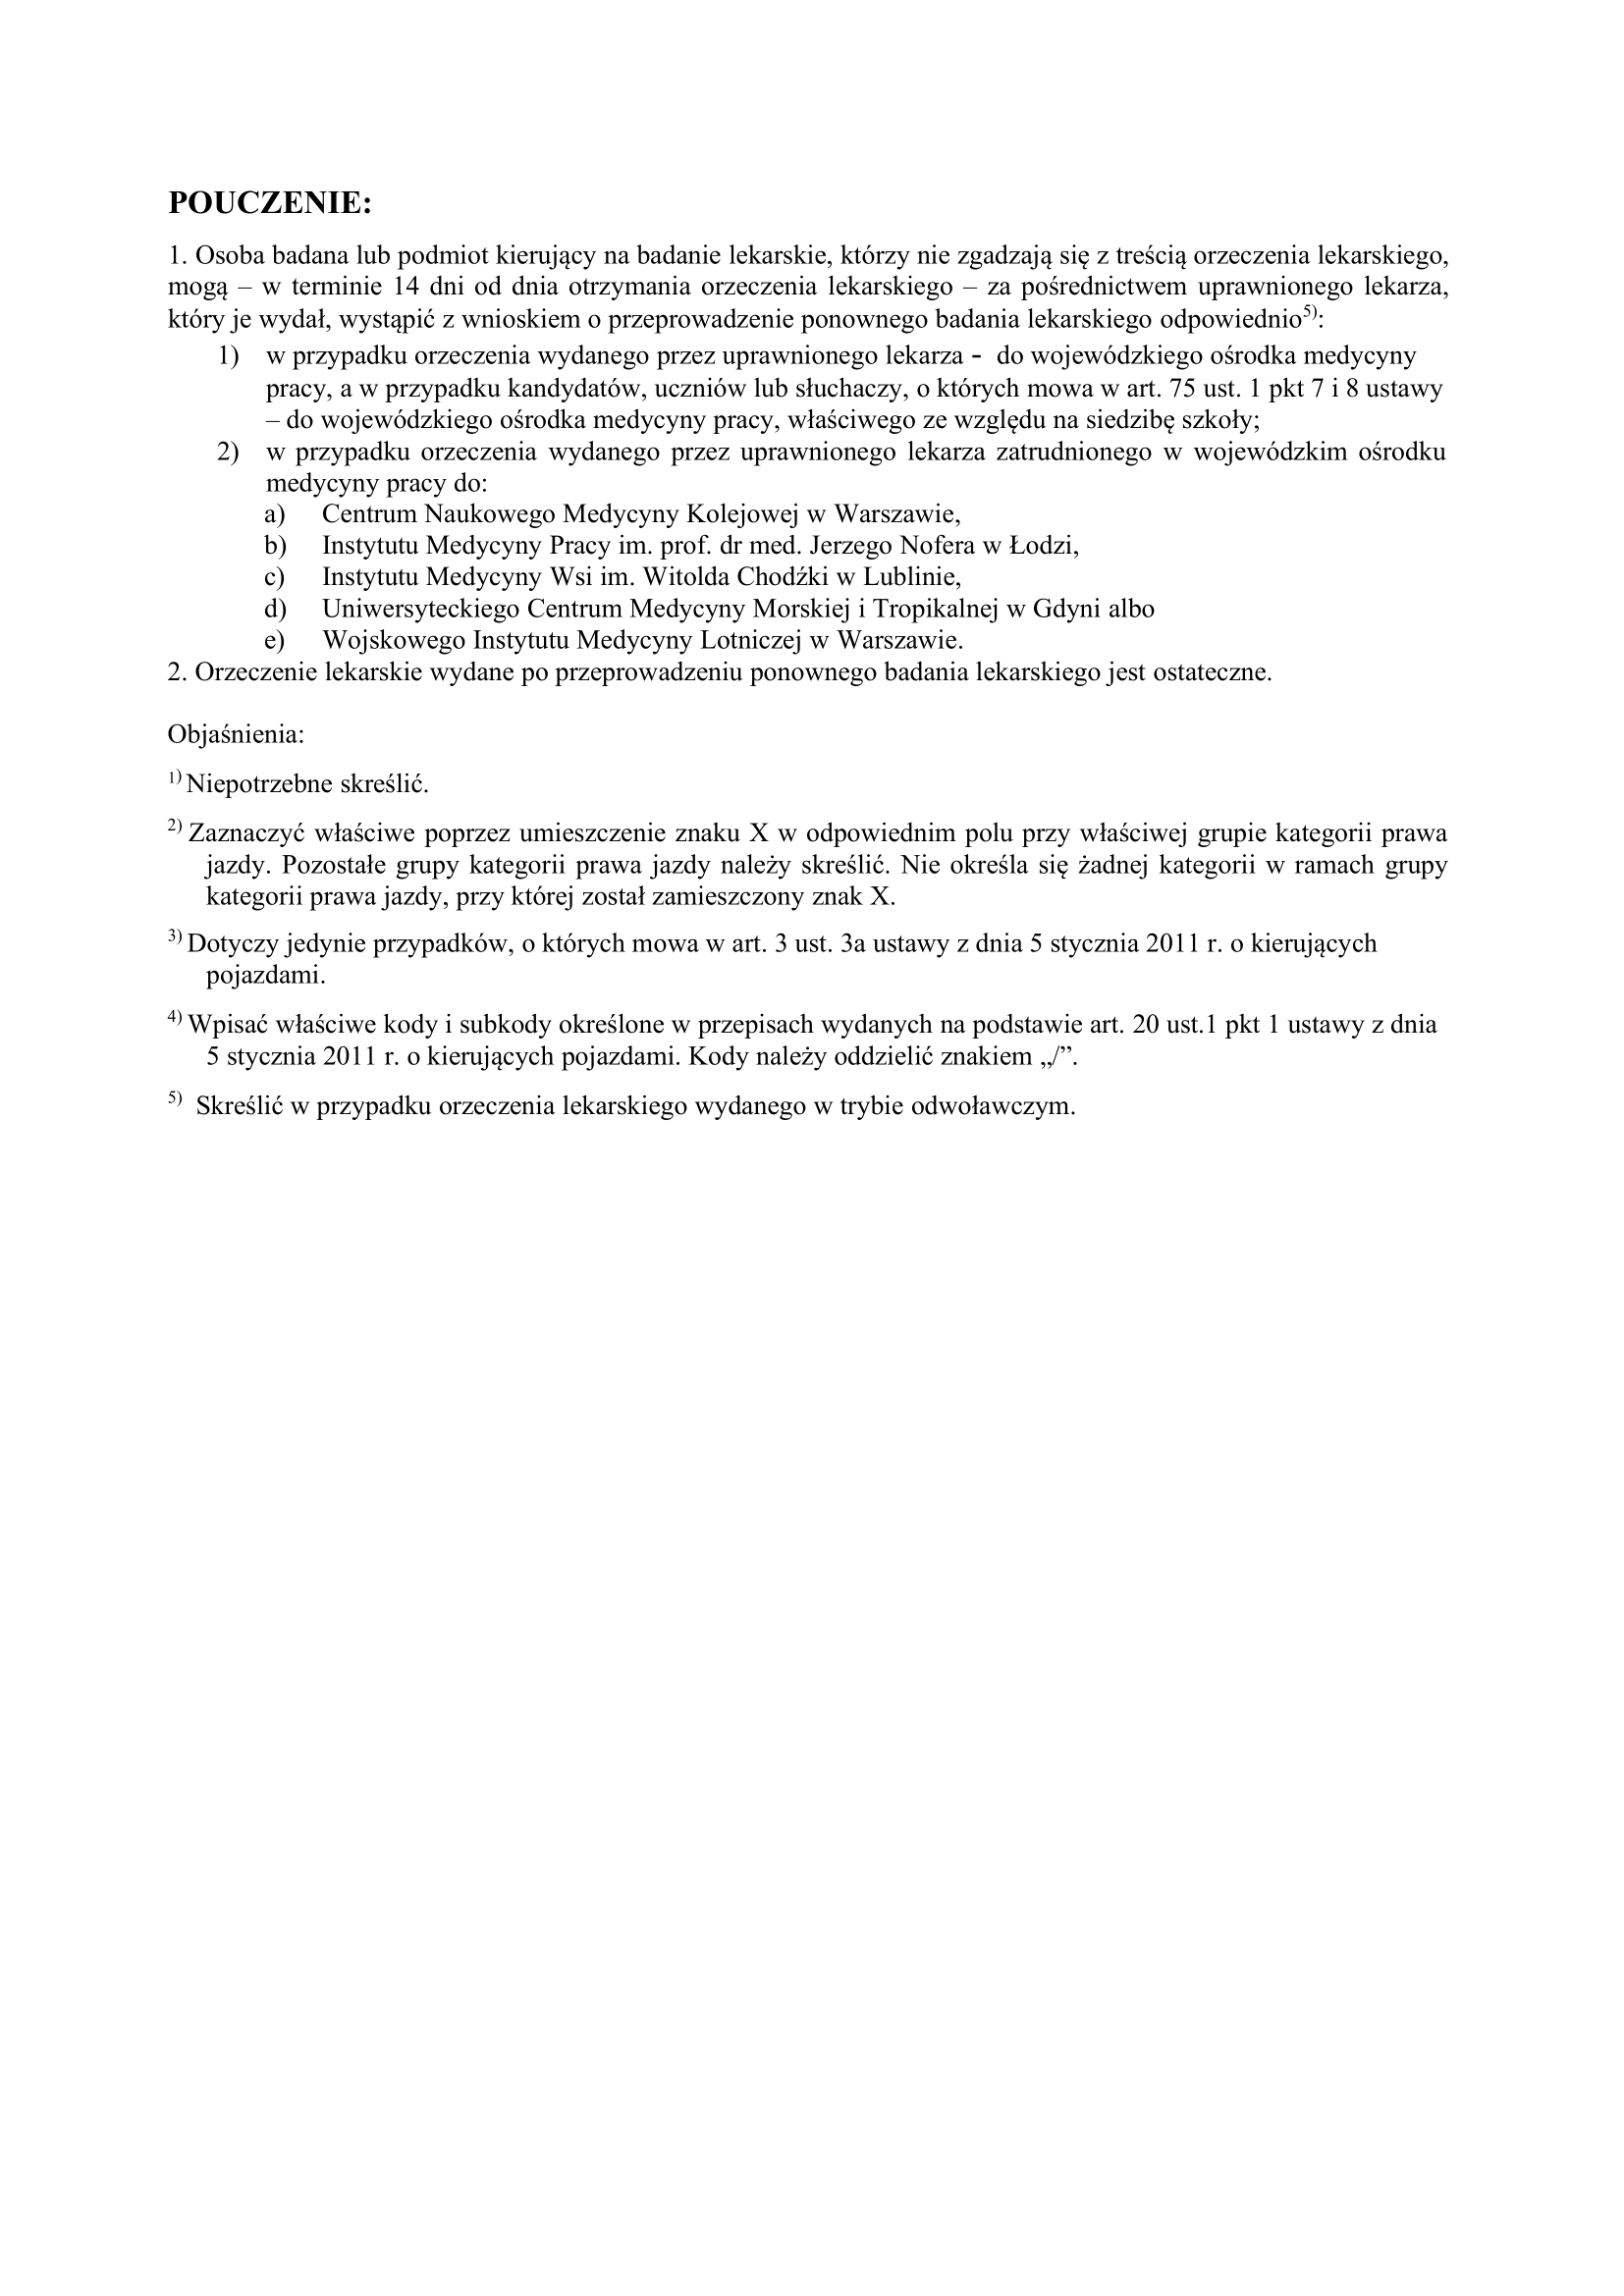 POUCZENIE:
1. Osoba badana lub podmiot kierujący na badanie lekarskie, którzy nie zgadzają się z treścią orzeczenia lekarskiego,
mogą – w terminie 14 dni od dnia otrzymania orzeczenia lekarskiego – za pośrednictwem uprawnionego lekarza,
który je wydał, wystąpić z wnioskiem o przeprowadzenie ponownego badania lekarskiego odpowiednio5):
1) w przypadku orzeczenia wydanego przez uprawnionego lekarza - do wojewódzkiego ośrodka medycyny
pracy, a w przypadku kandydatów, uczniów lub słuchaczy, o których mowa w art. 75 ust. 1 pkt 7 i 8 ustawy
– do wojewódzkiego ośrodka medycyny pracy, właściwego ze względu na siedzibę szkoły;
2) w przypadku orzeczenia wydanego przez uprawnionego lekarza zatrudnionego w wojewódzkim ośrodku
medycyny pracy do:
a) Centrum Naukowego Medycyny Kolejowej w Warszawie,
b) Instytutu Medycyny Pracy im. prof. dr med. Jerzego Nofera w Łodzi,
c) Instytutu Medycyny Wsi im. Witolda Chodźki w Lublinie,
d) Uniwersyteckiego Centrum Medycyny Morskiej i Tropikalnej w Gdyni albo
e) Wojskowego Instytutu Medycyny Lotniczej w Warszawie.
2. Orzeczenie lekarskie wydane po przeprowadzeniu ponownego badania lekarskiego jest ostateczne.
Objaśnienia:
1) Niepotrzebne skreślić.
2) Zaznaczyć właściwe poprzez umieszczenie znaku X w odpowiednim polu przy właściwej grupie kategorii prawa
jazdy. Pozostałe grupy kategorii prawa jazdy należy skreślić. Nie określa się żadnej kategorii w ramach grupy
kategorii prawa jazdy, przy której został zamieszczony znak X.
3) Dotyczy jedynie przypadków, o których mowa w art. 3 ust. 3a ustawy z dnia 5 stycznia 2011 r. o kierujących
pojazdami.
4) Wpisać właściwe kody i subkody określone w przepisach wydanych na podstawie art. 20 ust.1 pkt 1 ustawy z dnia
5 stycznia 2011 r. o kierujących pojazdami. Kody należy oddzielić znakiem „/”.
5) Skreślić w przypadku orzeczenia lekarskiego wydanego w trybie odwoławczym.